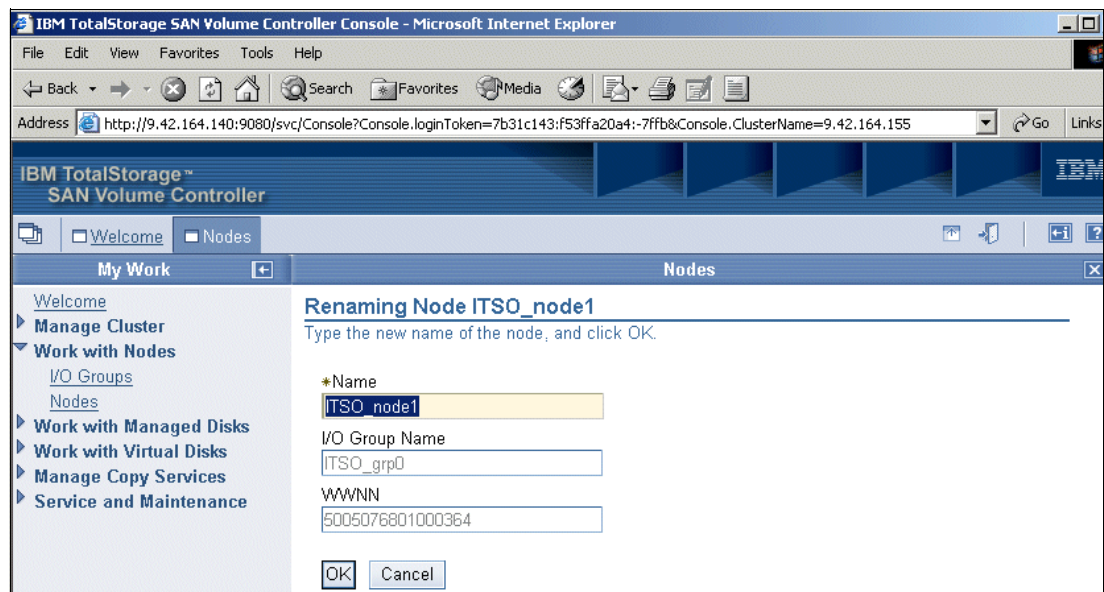 IBM TotalStorage SAN Volume Controller Console - Microsoft Internet Explorer
File Edit View Favorites Tools Help
Back Search Favorites Media
Address http://9.42.164.140:9080/svc/Console?Console.loginToken=7b31c143:f53ffa20a4:-7ffb&Console.ClusterName=9.42.164.155 Go Links
IBM TotalStorage™
SAN Volume Controller
IBM
Welcome Nodes
My Work Nodes
Welcome
Manage Cluster
Work with Nodes
I/O Groups
Nodes
Work with Managed Disks
Work with Virtual Disks
Manage Copy Services
Service and Maintenance
Renaming Node ITSO_node1
Type the new name of the node, and click OK.
*Name
ITSO_node1
I/O Group Name
ITSO_grp0
WWNN
5005076801000364
OK Cancel